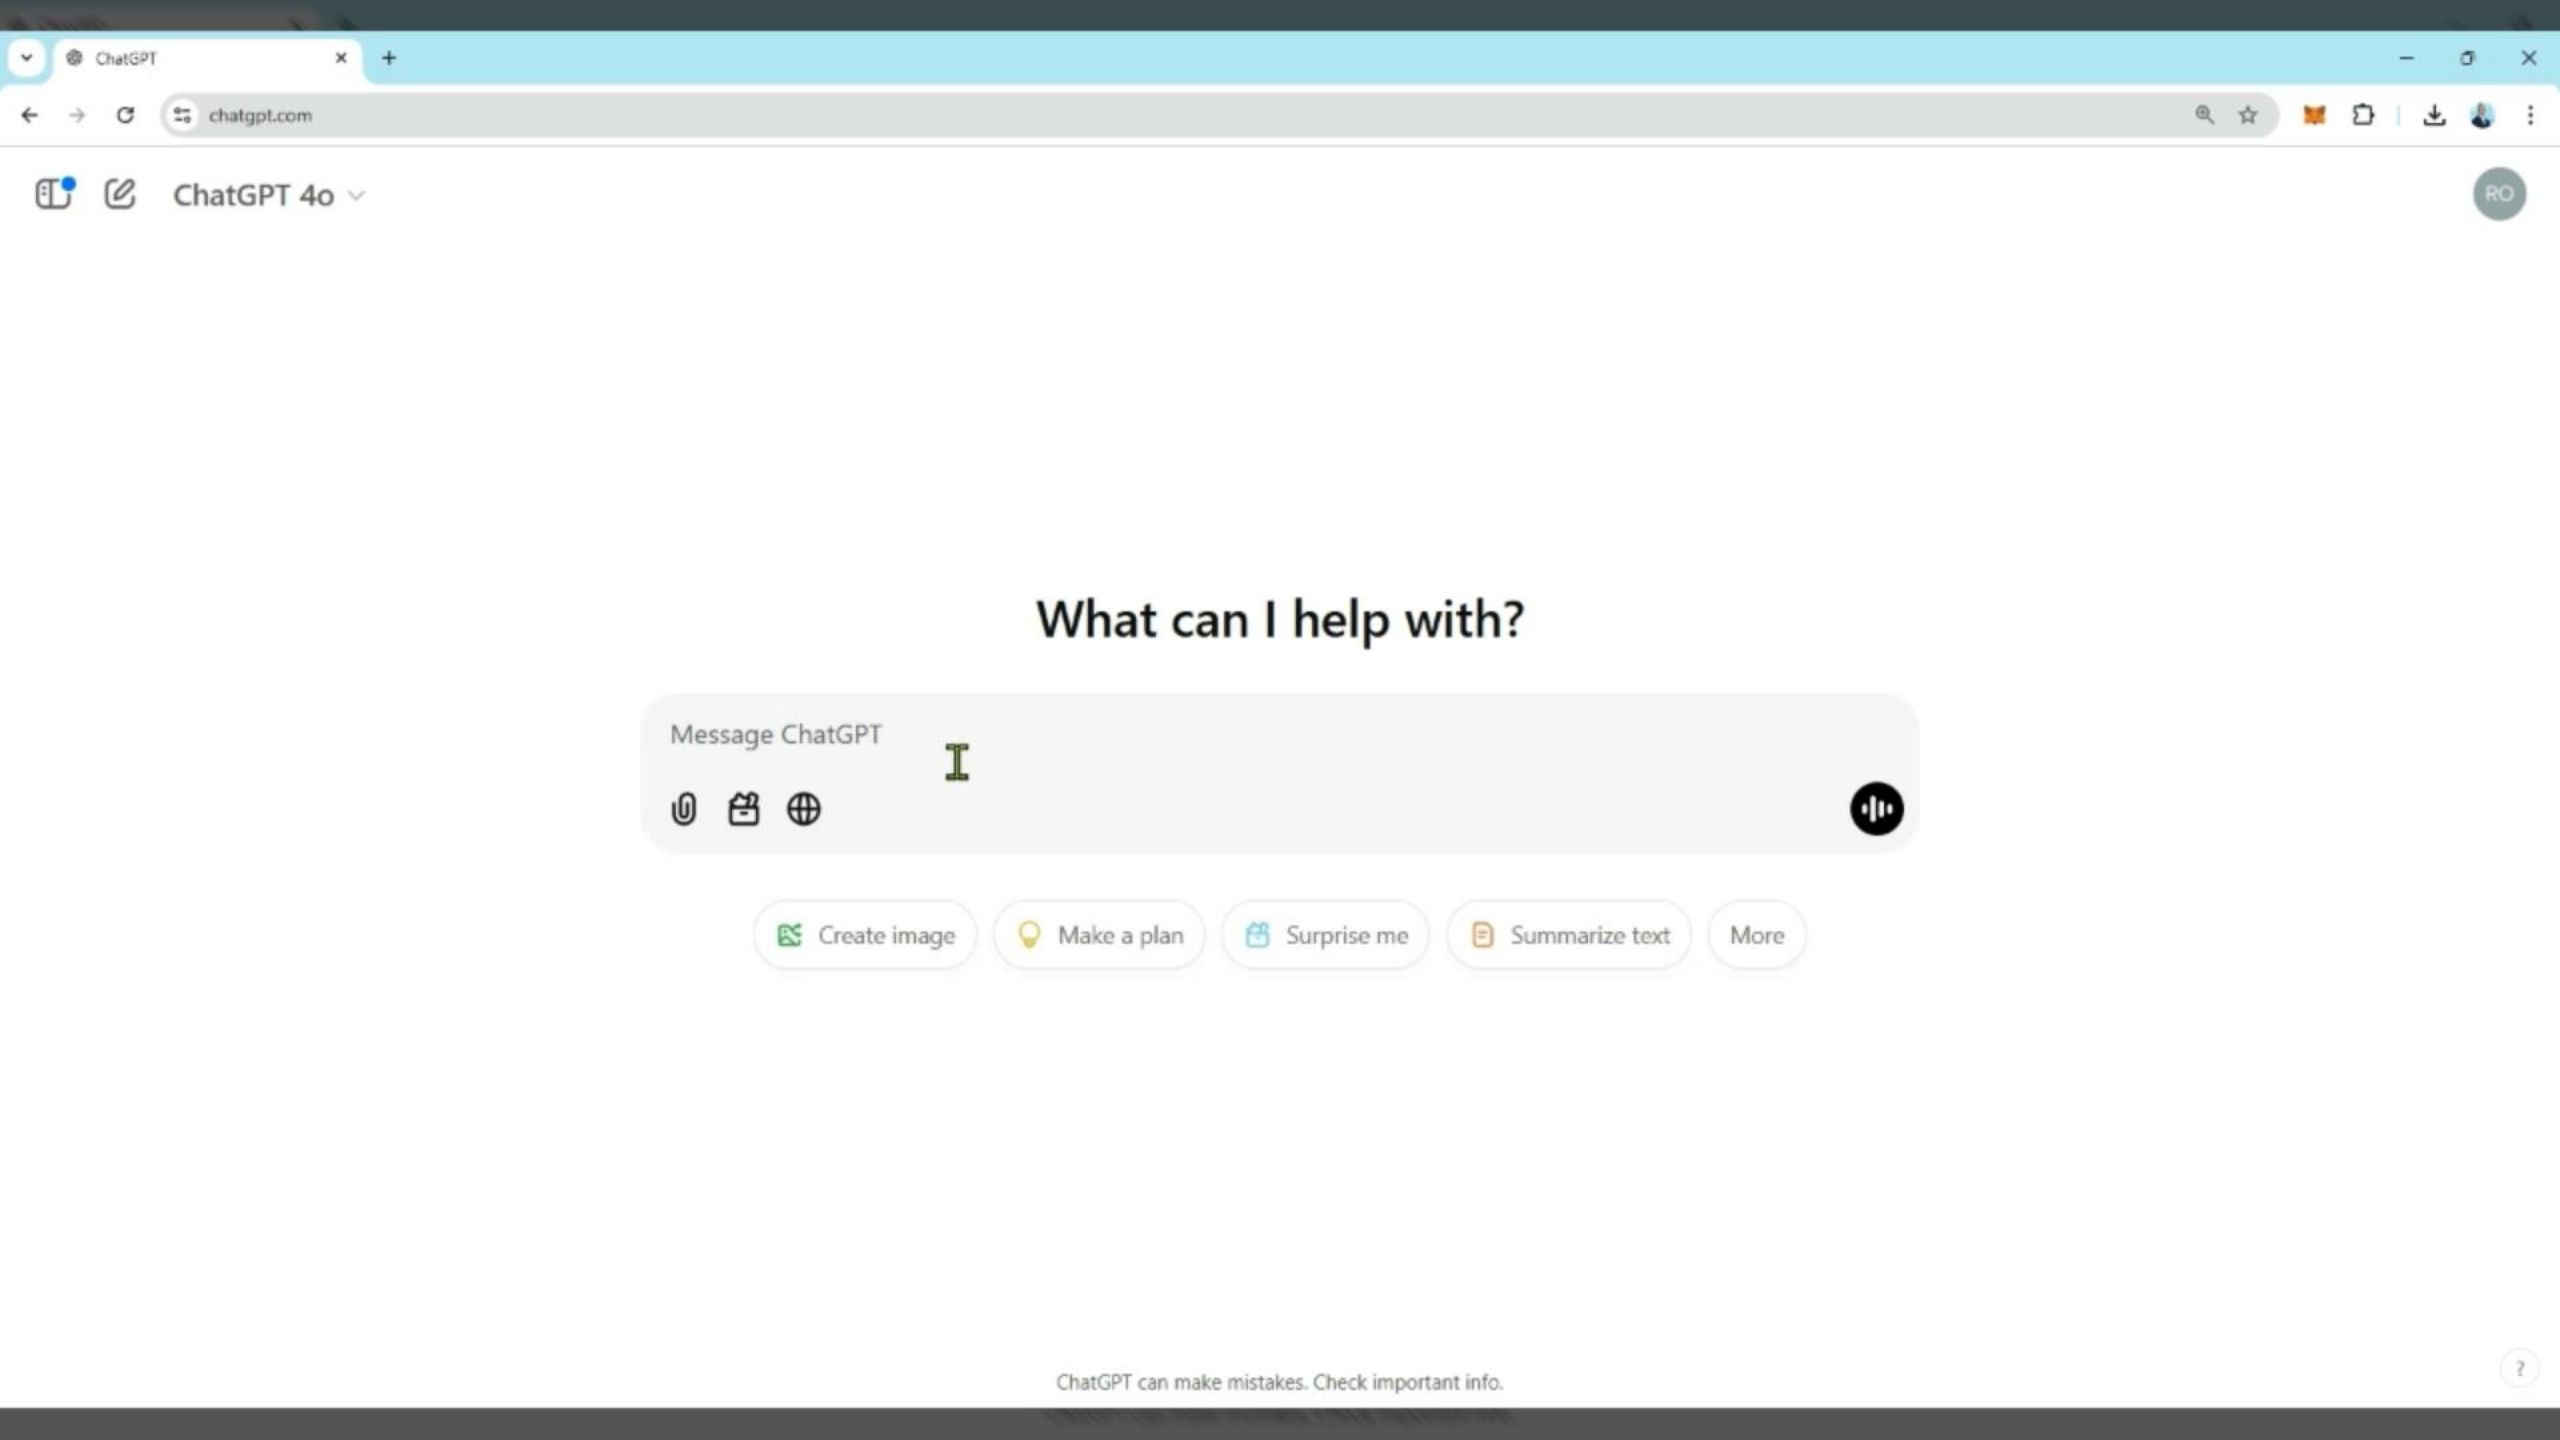 ChatGPT
chatgpt.com
ChatGPT 4o
RO
What can I help with?
Message ChatGPT
Create image
Make a plan
Surprise me
Summarize text
More
ChatGPT can make mistakes. Check important info.
?